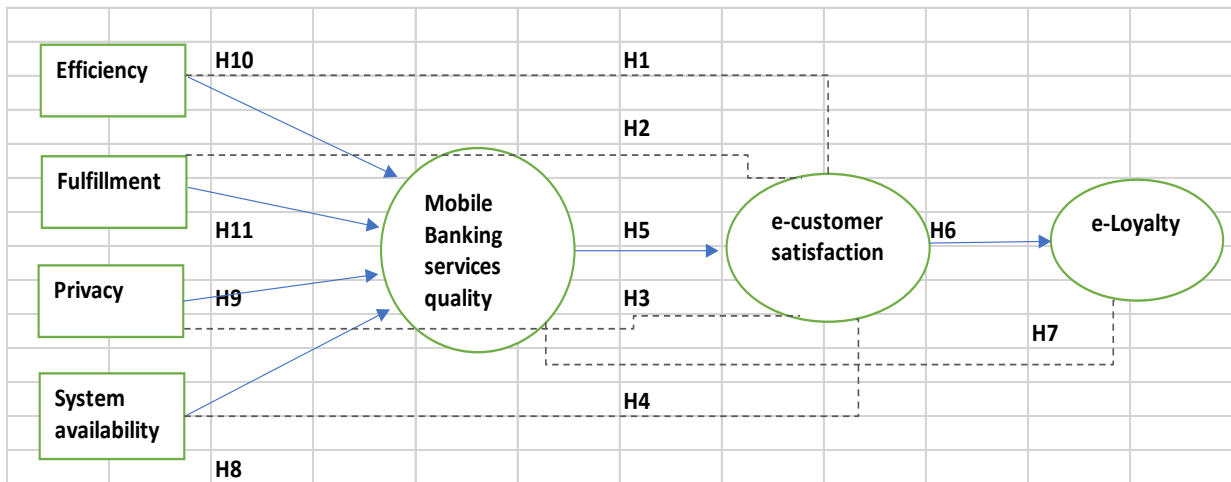 Efficiency
H10
H1
H2
Fulfillment
H11
Mobile
Banking
services
quality
H5
e-customer
satisfaction
H6
e-Loyalty
Privacy
H9
H3
H7
System
availability
H4
H8